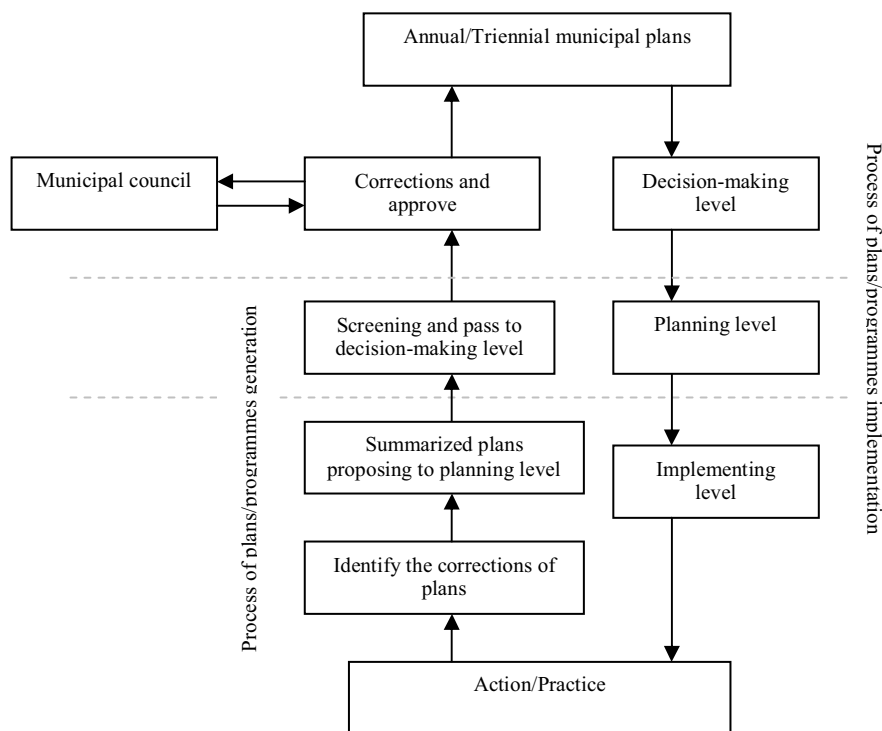 Annual/Triennial municipal plans
Municipal council
Corrections and
approve
Decision-making
level
Screening and pass to
decision-making level
Planning level
Summarized plans
proposing to planning level
Implementing
level
Identify the corrections of
plans
Action/Practice
Process of plans/programmes generation
Process of plans/programmes implementation